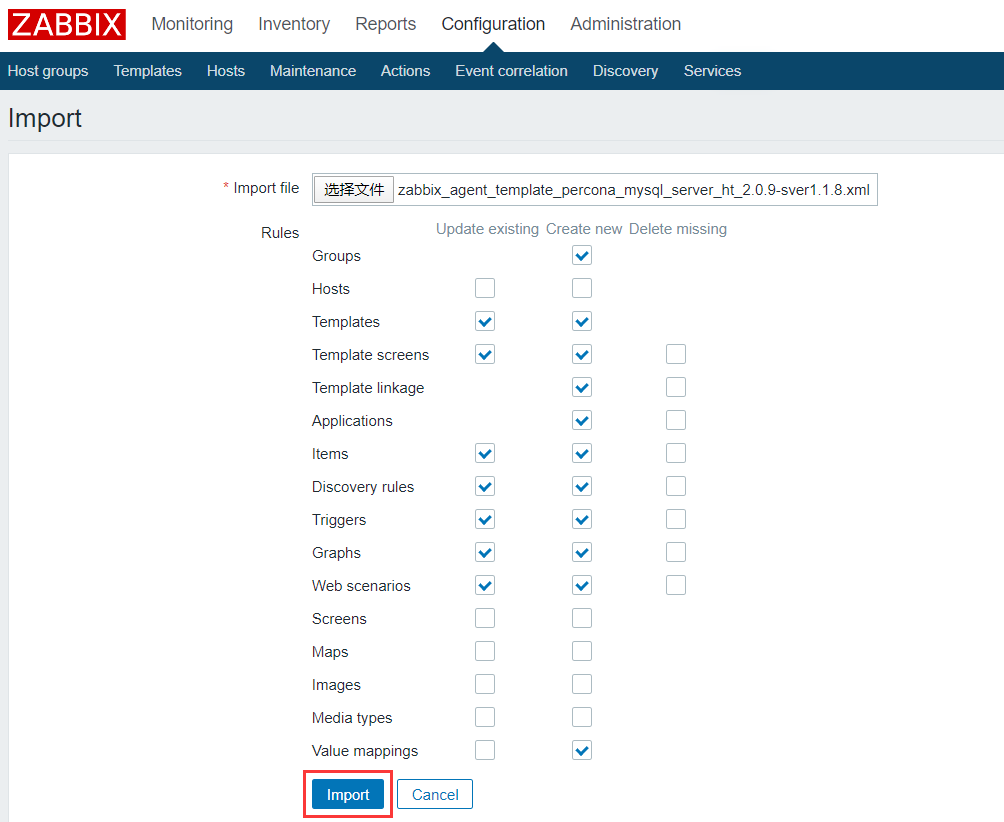 ZABBIX Monitoring Inventory Reports Configuration Administration
Host groups Templates Hosts Maintenance Actions Event correlation Discovery Services
Import
* Import file 选择文件 zabbix_agent_template_percona_mysql_server_ht_2.0.9-sver1.1.8.xml
Rules Update existing Create new Delete missing
Groups
Hosts
Templates
Template screens
Template linkage
Applications
Items
Discovery rules
Triggers
Graphs
Web scenarios
Screens
Maps
Images
Media types
Value mappings
Import Cancel